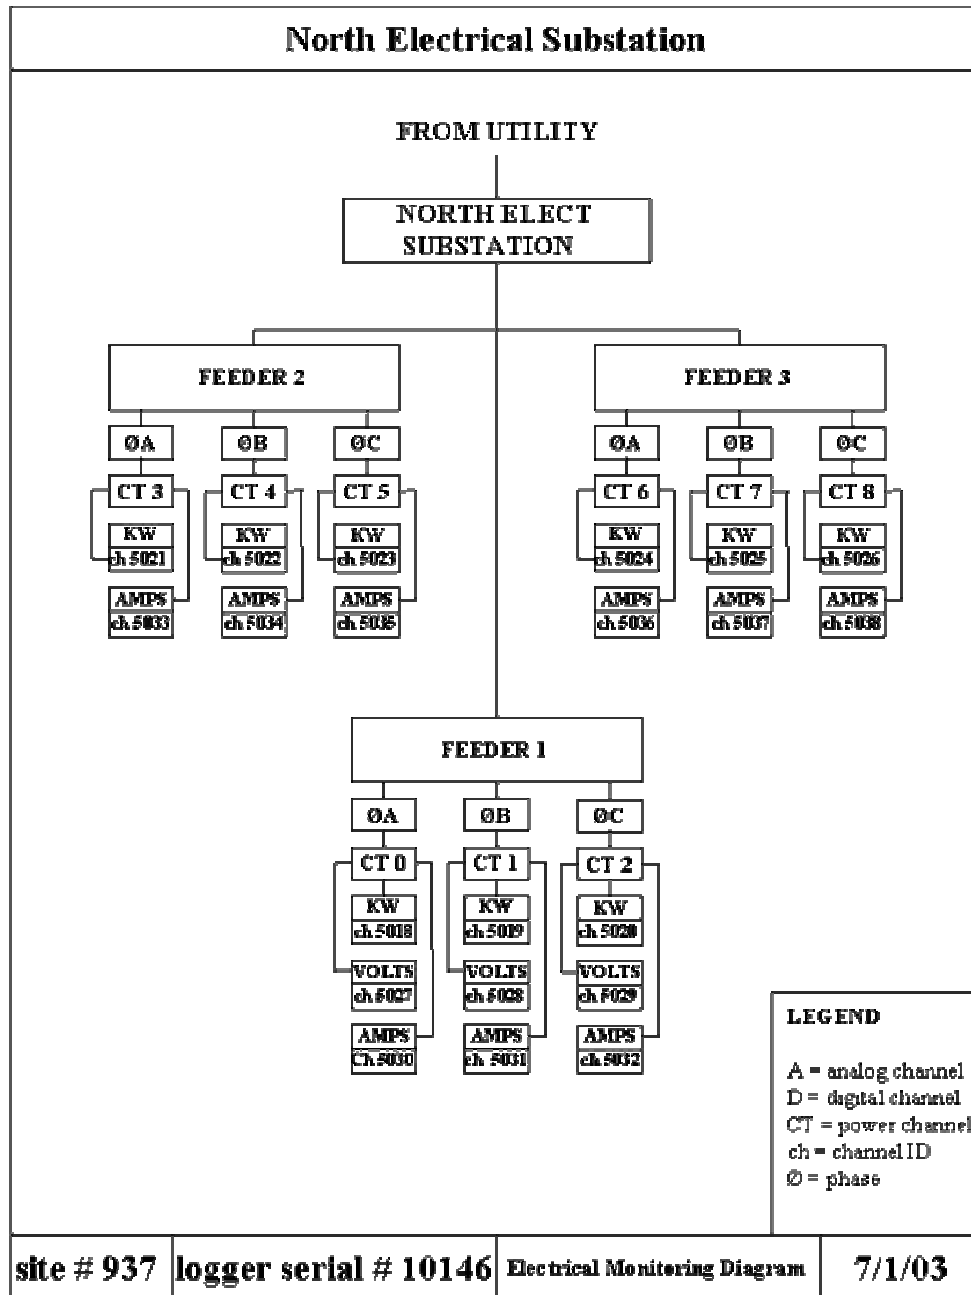 North Electrical Substation
FROM UTILITY
NORTH ELECT
SUBSTATION
FEEDER 2
FEEDER 3
ØA ØB ØC
ØA ØB ØC
CT 3 CT 4 CT 5
CT 6 CT 7 CT 8
KW KW KW
KW KW KW
ch 5021 ch 5022 ch 5023
ch 5024 ch 5025 ch 5026
AMPS AMPS AMPS
AMPS AMPS AMPS
ch 5033 ch 5034 ch 5035
ch 5036 ch 5037 ch 5038
FEEDER 1
ØA ØB ØC
CT 0 CT 1 CT 2
KW KW KW
ch 5018 ch 5019 ch 5020
VOLTS VOLTS VOLTS
ch 5027 ch 5028 ch 5029
AMPS AMPS AMPS
Ch 5030 ch 5031 ch 5032
LEGEND
A = analog channel
D = digital channel
CT = power channel
ch = channel ID
Ø = phase
site # 937 logger serial # 10146 Electrical Monitoring Diagram 7/1/03